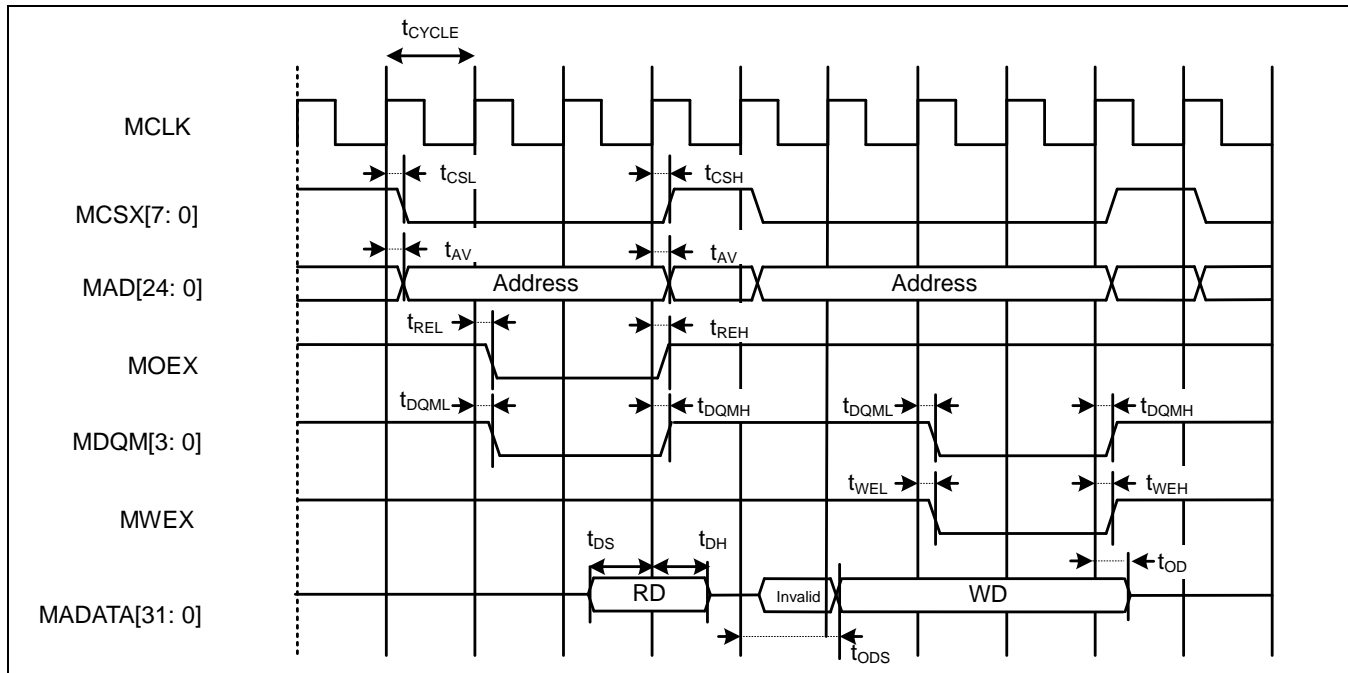 tCYCLE
MCLK
tCSL
tCSH
MCSX[7: 0]
tAV
tAV
MAD[24: 0]
Address
Address
tREL
tREH
MOEX
tDQML
tDQMH
tDQML
tDQMH
MDQM[3: 0]
tWEL
tWEH
MWEX
tDS
tDH
tOD
MADATA[31: 0]
RD
Invalid
WD
tODS